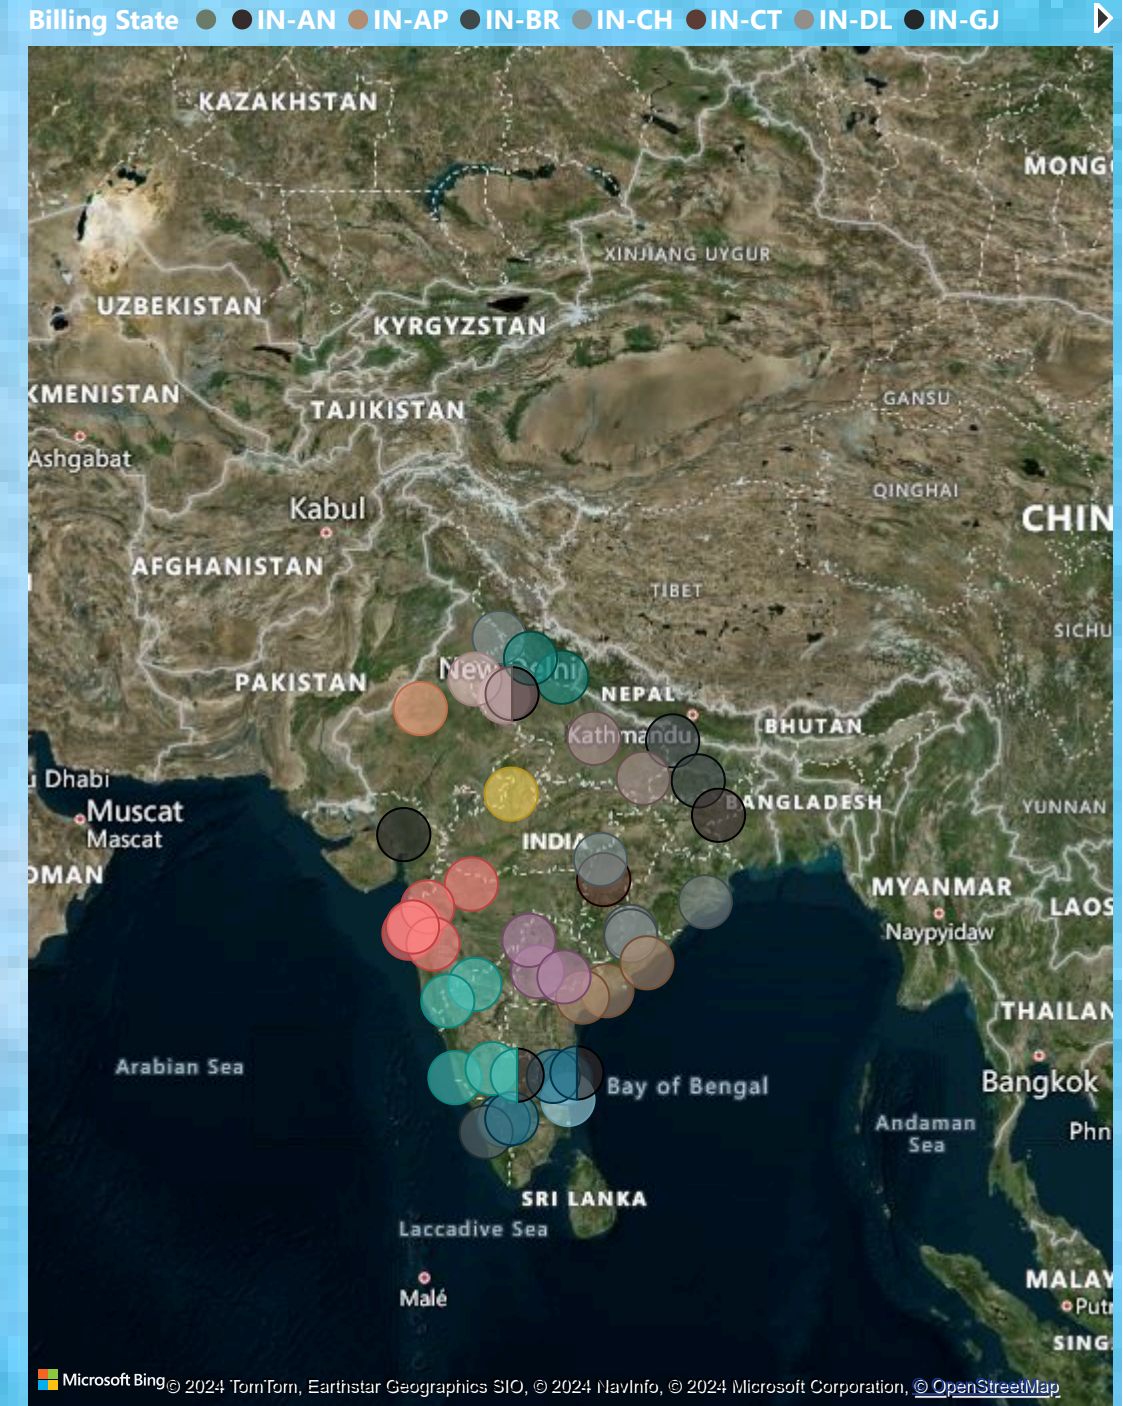 Billing State IN-AN IN-AP IN-BR IN-CH IN-CT IN-DL IN-GJ
KAZAKHSTAN
MONG
XINJIANG UYGUR
UZBEKISTAN
KYRGYZSTAN
KMENISTAN
TAJIKISTAN
GANSU
Ashgabat
QINGHAI
Kabul
CHIN
AFGHANISTAN
TIBET
SICHU
New Delhi
PAKISTAN
NEPAL
BHUTAN
Kathmandu
u Dhabi
BANGLADESH
YUNNAN
Muscat
Mascat
INDIA
OMAN
MYANMAR
LAOS
Naypyidaw
THAILAN
Arabian Sea
Bay of Bengal
Bangkok
Andaman
Sea
Phn
SRI LANKA
Laccadive Sea
MALAY
Malé
Putr
SING
Microsoft Bing
© 2024 TomTom, Earthstar Geographics SIO, © 2024 NavInfo, © 2024 Microsoft Corporation, © OpenStreetMap